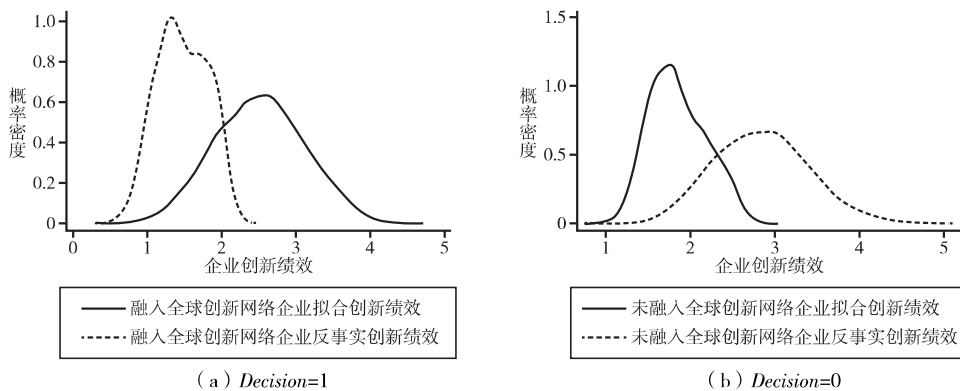 概率密度
1.0
0.8
0.6
0.4
0.2
0
0 1 2 3 4 5
企业创新绩效
融入全球创新网络企业拟合创新绩效
融入全球创新网络企业反事实创新绩效
（a）Decision=1
概率密度
1.5
1.0
0.5
0
1 2 3 4 5
企业创新绩效
未融入全球创新网络企业拟合创新绩效
未融入全球创新网络企业反事实创新绩效
（b）Decision=0